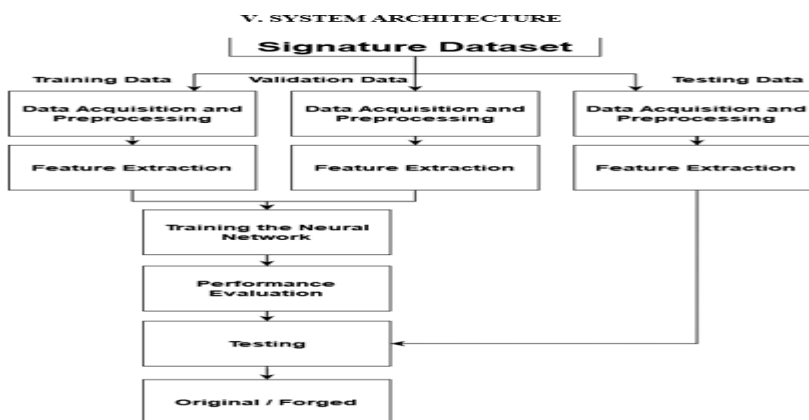 V. SYSTEM ARCHITECTURE
Signature Dataset
Training Data
Validation Data
Testing Data
Data Acquisition and
Preprocessing
Data Acquisition and
Preprocessing
Data Acquisition and
Preprocessing
Feature Extraction
Feature Extraction
Feature Extraction
Training the Neural
Network
Performance
Evaluation
Testing
Original / Forged